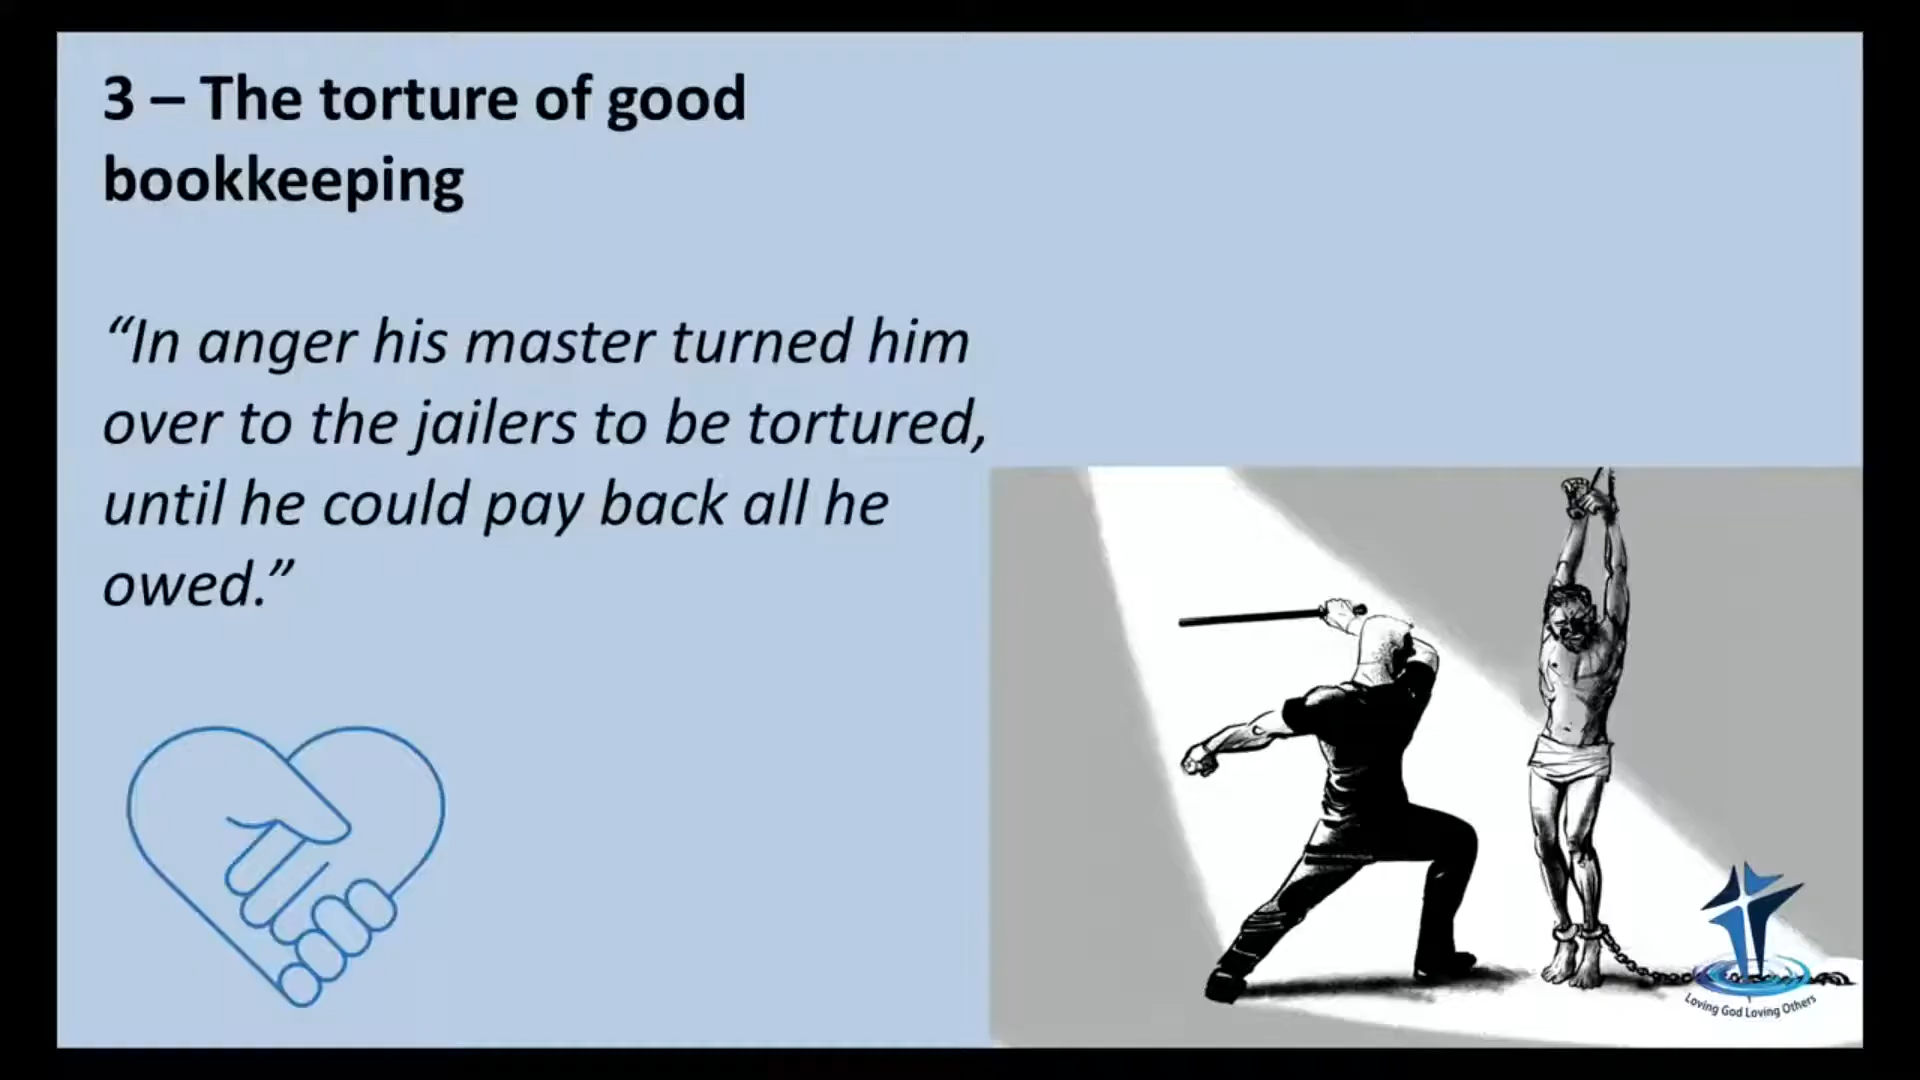 3 – The torture of good
bookkeeping
“In anger his master turned him
over to the jailers to be tortured,
until he could pay back all he
owed.”
Loving God Loving Others